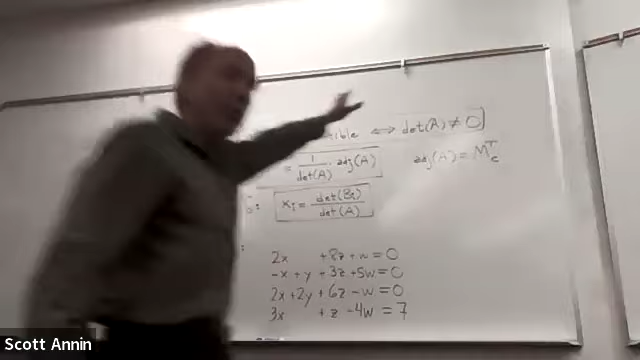 ⟺ det(A) ≠ 0
= 1/det(A) · adj(A)
adj(A) = M_c^T
x_i = det(B_i)/det(A)
2x + 8z + w = 0
-x + y + 3z + 5w = 0
2x + 2y + 6z - w = 0
3x + z - 4w = 7
Scott Annin